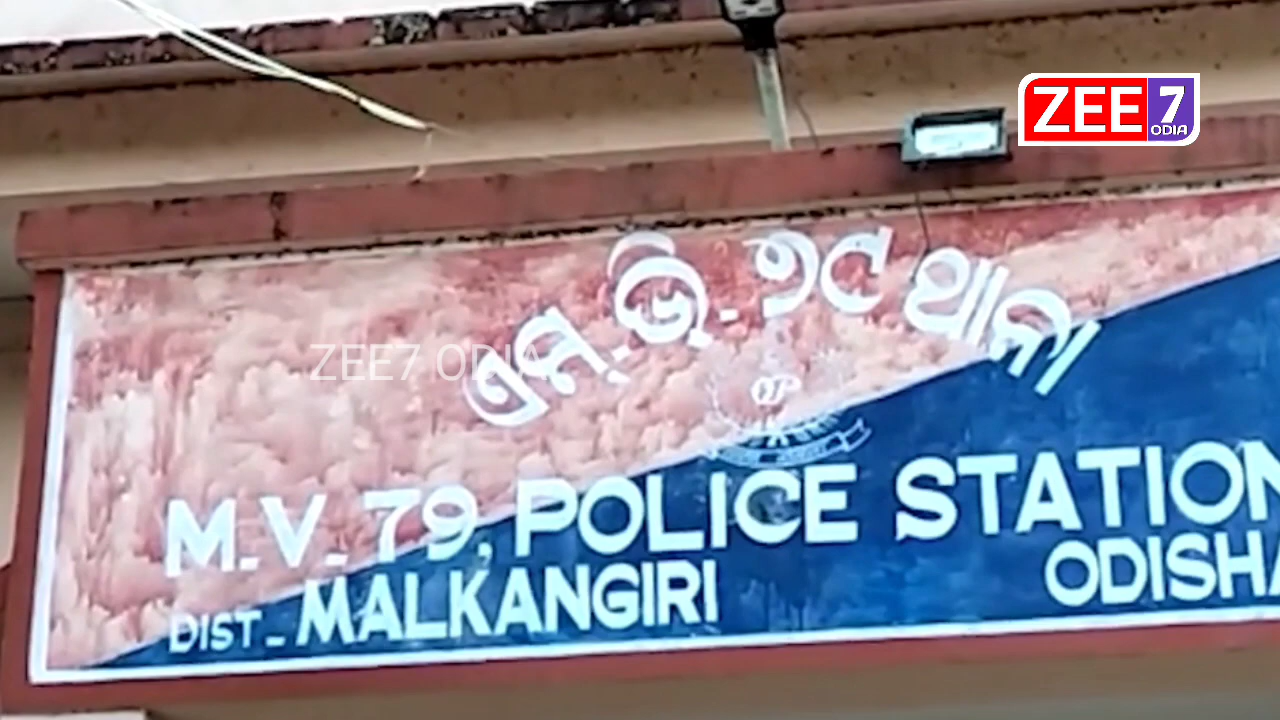 ZEE 7
ODIA
ଏମ୍.ଭି.-୭୯ ଥାନା
ZEE7 ODIA
M.V-79, POLICE STATION
DIST- MALKANGIRI
ODISHA